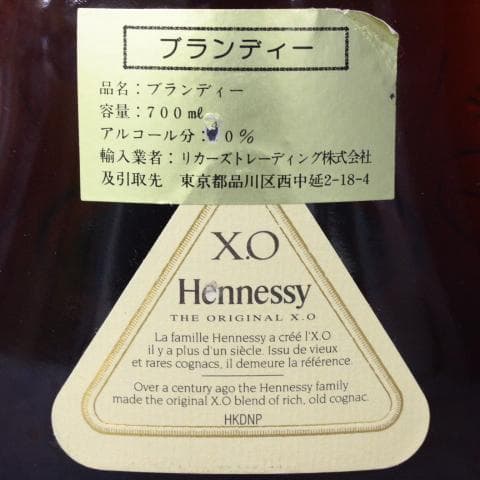 ブランディー
品名：ブランディー
容量：700㎖
アルコール分：40％
輸入業者：リカーズトレーディング株式会社
及引取先　東京都品川区西中延2-18-4
X.O
Hennessy
THE ORIGINAL X.O
La famille Hennessy a créé l'X.O
il y a plus d'un siècle. Issu de vieux
et rares cognacs, il demeure la référence.
Over a century ago the Hennessy family
made the original X.O blend of rich, old cognac.
HKDNP